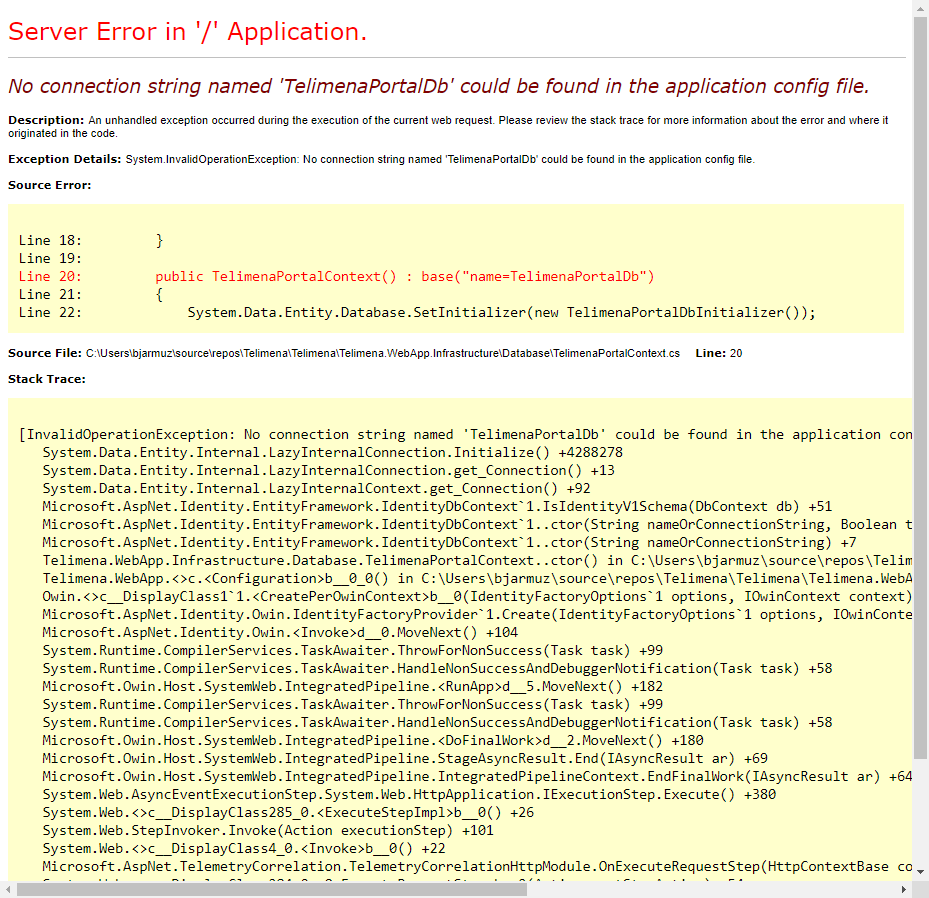 Server Error in '/' Application.
No connection string named 'TelimenaPortalDb' could be found in the application config file.
Description: An unhandled exception occurred during the execution of the current web request. Please review the stack trace for more information about the error and where it
originated in the code.
Exception Details: System.InvalidOperationException: No connection string named 'TelimenaPortalDb' could be found in the application config file.
Source Error:
Line 18:         }
Line 19:
Line 20:         public TelimenaPortalContext() : base("name=TelimenaPortalDb")
Line 21:         {
Line 22:             System.Data.Entity.Database.SetInitializer(new TelimenaPortalDbInitializer());
Source File: C:\Users\bjarmuz\source\repos\Telimena\Telimena\Telimena.WebApp.Infrastructure\Database\TelimenaPortalContext.cs    Line: 20
Stack Trace:
[InvalidOperationException: No connection string named 'TelimenaPortalDb' could be found in the application con
System.Data.Entity.Internal.LazyInternalConnection.Initialize() +4288278
System.Data.Entity.Internal.LazyInternalConnection.get_Connection() +13
System.Data.Entity.Internal.LazyInternalContext.get_Connection() +92
Microsoft.AspNet.Identity.EntityFramework.IdentityDbContext`1.IsIdentityV1Schema(DbContext db) +51
Microsoft.AspNet.Identity.EntityFramework.IdentityDbContext`1..ctor(String nameOrConnectionString, Boolean t
Microsoft.AspNet.Identity.EntityFramework.IdentityDbContext`1..ctor(String nameOrConnectionString) +7
Telimena.WebApp.Infrastructure.Database.TelimenaPortalContext..ctor() in C:\Users\bjarmuz\source\repos\Telim
Telimena.WebApp.<>c.<Configuration>b__0_0() in C:\Users\bjarmuz\source\repos\Telimena\Telimena\Telimena.WebA
Owin.<>c__DisplayClass1`1.<CreatePerOwinContext>b__0(IdentityFactoryOptions`1 options, IOwinContext context)
Microsoft.AspNet.Identity.Owin.IdentityFactoryProvider`1.Create(IdentityFactoryOptions`1 options, IOwinConte
Microsoft.AspNet.Identity.Owin.<Invoke>d__0.MoveNext() +104
System.Runtime.CompilerServices.TaskAwaiter.ThrowForNonSuccess(Task task) +99
System.Runtime.CompilerServices.TaskAwaiter.HandleNonSuccessAndDebuggerNotification(Task task) +58
Microsoft.Owin.Host.SystemWeb.IntegratedPipeline.<RunApp>d__5.MoveNext() +182
System.Runtime.CompilerServices.TaskAwaiter.ThrowForNonSuccess(Task task) +99
System.Runtime.CompilerServices.TaskAwaiter.HandleNonSuccessAndDebuggerNotification(Task task) +58
Microsoft.Owin.Host.SystemWeb.IntegratedPipeline.<DoFinalWork>d__2.MoveNext() +180
Microsoft.Owin.Host.SystemWeb.IntegratedPipeline.StageAsyncResult.End(IAsyncResult ar) +69
Microsoft.Owin.Host.SystemWeb.IntegratedPipeline.IntegratedPipelineContext.EndFinalWork(IAsyncResult ar) +64
System.Web.AsyncEventExecutionStep.System.Web.HttpApplication.IExecutionStep.Execute() +380
System.Web.<>c__DisplayClass285_0.<ExecuteStepImpl>b__0() +26
System.Web.StepInvoker.Invoke(Action executionStep) +101
System.Web.<>c__DisplayClass4_0.<Invoke>b__0() +22
Microsoft.AspNet.TelemetryCorrelation.TelemetryCorrelationHttpModule.OnExecuteRequestStep(HttpContextBase co